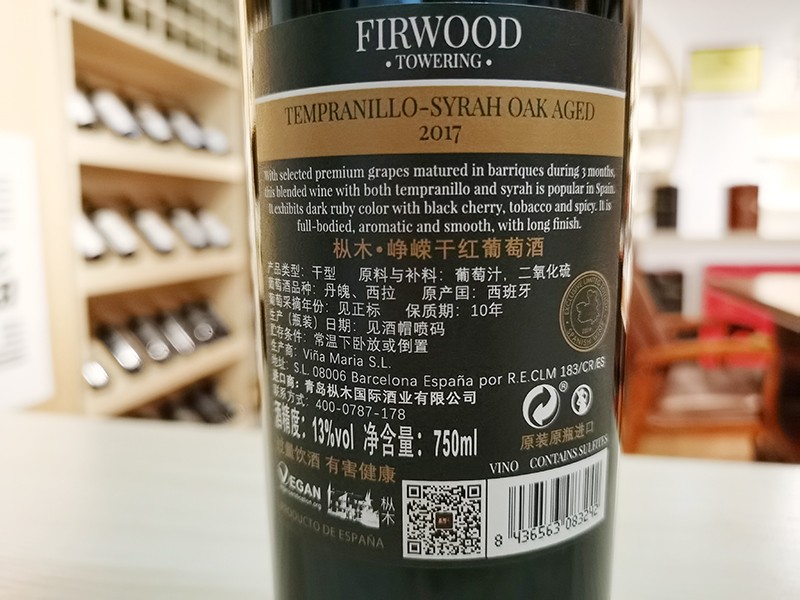 FIRWOOD
• TOWERING •
TEMPRANILLO-SYRAH OAK AGED
2017
With selected premium grapes matured in barriques during 3 months,
this blended wine with both tempranillo and syrah is popular in Spain.
It exhibits dark ruby color with black cherry, tobacco and spicy. It is
full-bodied, aromatic and smooth, with long finish.
枞木•峥嵘干红葡萄酒
产品类型：干型 原料与补料：葡萄汁，二氧化硫
葡萄酒品种：丹魄、西拉 原产国：西班牙
葡萄采摘年份：见正标 保质期：10年
生产（瓶装）日期：见酒帽喷码
贮存条件：常温下卧放或倒置
生产商：Viña Maria S.L.
地址：S.L 08006 Barcelona España por R.E.CLM 183/CR/ES
进口商：青岛枞木国际酒业有限公司
联系方式：400-0787-178
酒精度：13%vol 净含量：750ml
过量饮酒 有害健康
原装原瓶进口
VINO CONTAINS SULFITES
VEGAN
枞木
PRODUCTO DE ESPAÑA
8 436563 083242